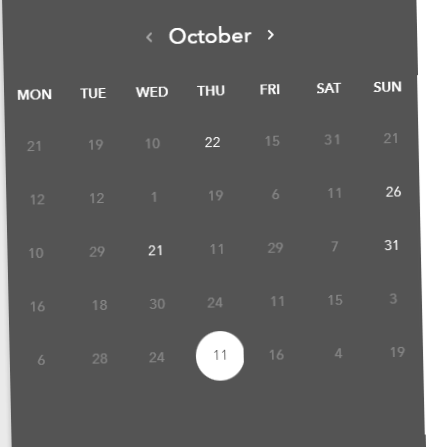 ‹ October ›
MON TUE WED THU FRI SAT SUN
21 19 10 22 15 31 21
12 12 1 19 6 11 26
10 29 21 11 29 7 31
16 18 30 24 11 15 3
6 28 24 11 16 4 19